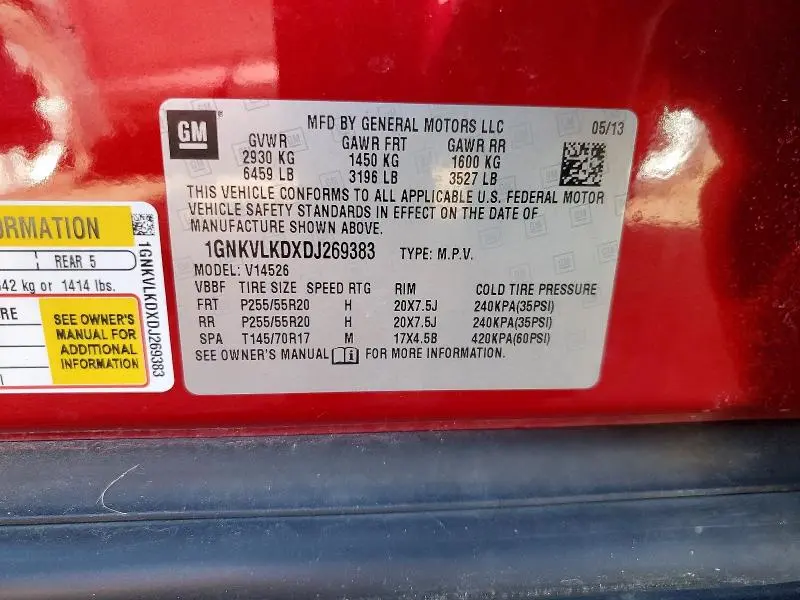 GM
MFD BY GENERAL MOTORS LLC 05/13
GVWR GAWR FRT GAWR RR
2930 KG 1450 KG 1600 KG
6459 LB 3196 LB 3527 LB
THIS VEHICLE CONFORMS TO ALL APPLICABLE U.S. FEDERAL MOTOR
VEHICLE SAFETY STANDARDS IN EFFECT ON THE DATE OF
MANUFACTURE SHOWN ABOVE.
1GNKVLKDXDJ269383 TYPE: M.P.V.
MODEL: V14526
VBBF TIRE SIZE SPEED RTG RIM COLD TIRE PRESSURE
FRT P255/55R20 H 20X7.5J 240KPA(35PSI)
RR P255/55R20 H 20X7.5J 240KPA(35PSI)
SPA T145/70R17 M 17X4.5B 420KPA(60PSI)
SEE OWNER'S MANUAL FOR MORE INFORMATION.
ORMATION
REAR 5
642 kg or 1414 lbs.
RE
SEE OWNER'S
MANUAL FOR
ADDITIONAL
INFORMATION
1GNKVLKDXDJ269383